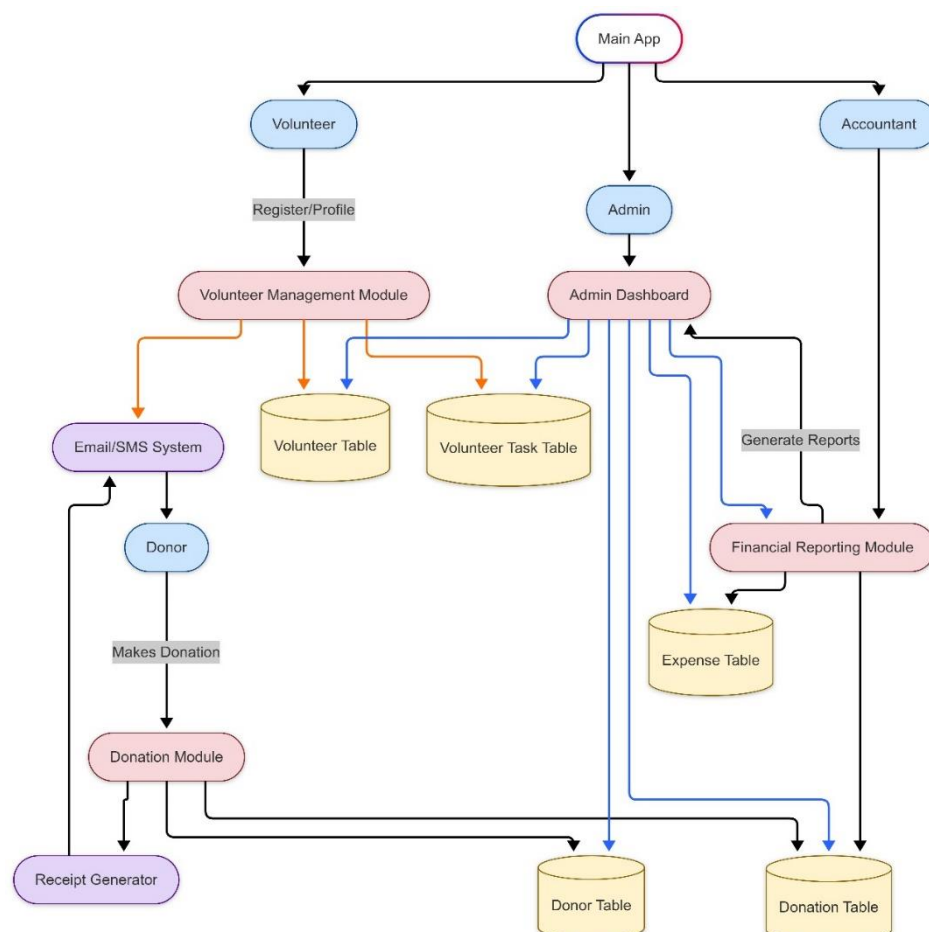 Main App
Volunteer
Accountant
Register/Profile
Admin
Volunteer Management Module
Admin Dashboard
Volunteer Table
Volunteer Task Table
Email/SMS System
Generate Reports
Donor
Financial Reporting Module
Makes Donation
Expense Table
Donation Module
Receipt Generator
Donor Table
Donation Table